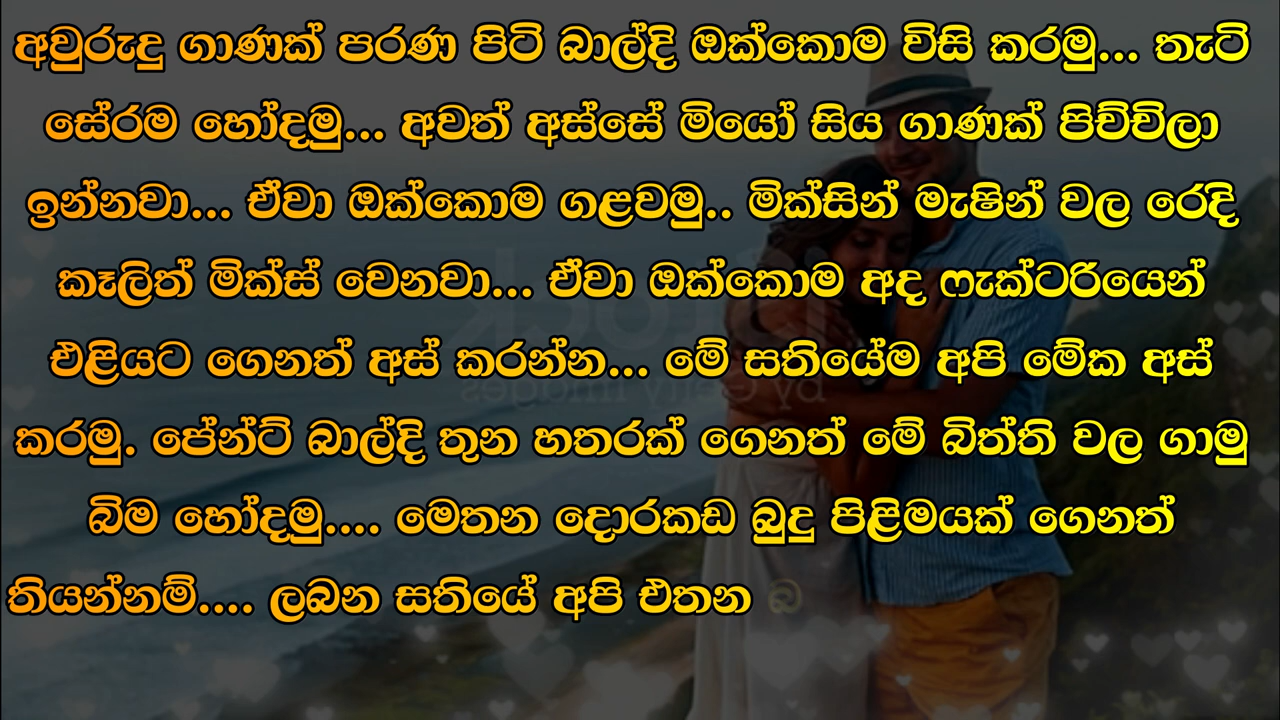 අවුරුදු ගාණක් පරණ පිටි බාල්දි ඔක්කොම විසි කරමු... තැටි
සේරම හෝදමු... අවත් අස්සේ මියෝ සිය ගාණක් පිච්චිලා
ඉන්නවා... ඒවා ඔක්කොම ගළවමු.. මික්සින් මැෂින් වල රෙදි
කෑලිත් මික්ස් වෙනවා... ඒවා ඔක්කොම අද ෆැක්ටරියෙන්
එළියට ගෙනත් අස් කරන්න... මේ සතියේම අපි මේක අස්
කරමු. පේන්ට් බාල්දි තුන හතරක් ගෙනත් මේ බිත්ති වල ගාමු
බිම හෝදමු.... මෙතන දොරකඩ බුදු පිළිමයක් ගෙනත්
තියන්නම්.... ලබන සතියේ අපි එතන